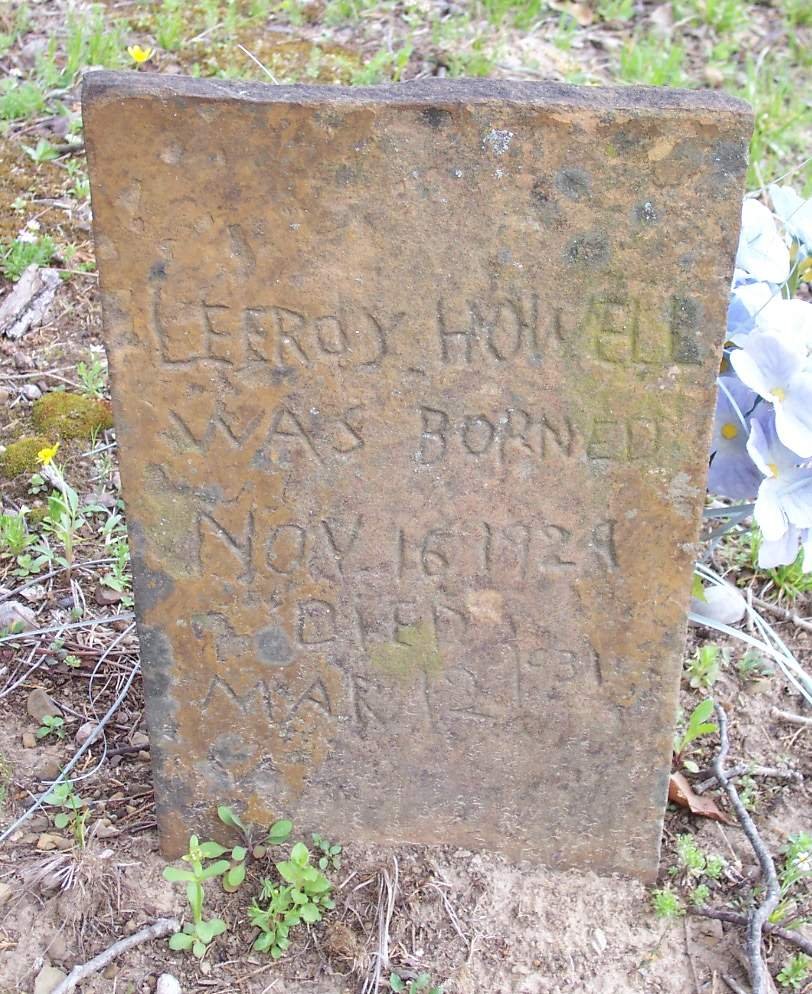 LEEROY HOWELL
WAS BORNED
NOV 16 1929
DIED
MAR 12 1931